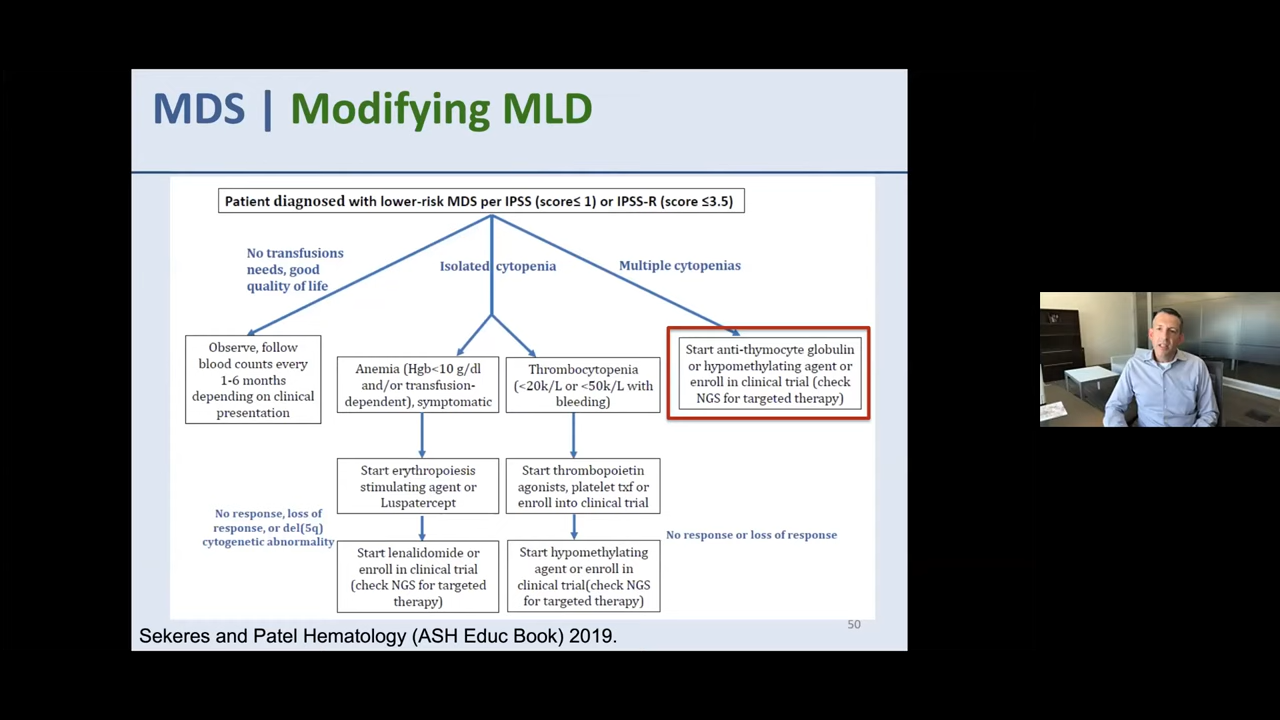 MDS | Modifying MLD
Patient diagnosed with lower-risk MDS per IPSS (score≤ 1) or IPSS-R (score ≤3.5)
No transfusions
needs, good
quality of life
Isolated cytopenia
Multiple cytopenias
Observe, follow
blood counts every
1-6 months
depending on clinical
presentation
Anemia (Hgb<10 g/dl
and/or transfusion-
dependent), symptomatic
Thrombocytopenia
(<20k/L or <50k/L with
bleeding)
Start anti-thymocyte globulin
or hypomethylating agent or
enroll in clinical trial (check
NGS for targeted therapy)
Start erythropoiesis
stimulating agent or
Luspatercept
Start thrombopoietin
agonists, platelet txf or
enroll into clinical trial
No response, loss of
response, or del(5q)
cytogenetic abnormality
No response or loss of response
Start lenalidomide or
enroll in clinical trial
(check NGS for targeted
therapy)
Start hypomethylating
agent or enroll in
clinical trial(check NGS
for targeted therapy)
50
Sekeres and Patel Hematology (ASH Educ Book) 2019.